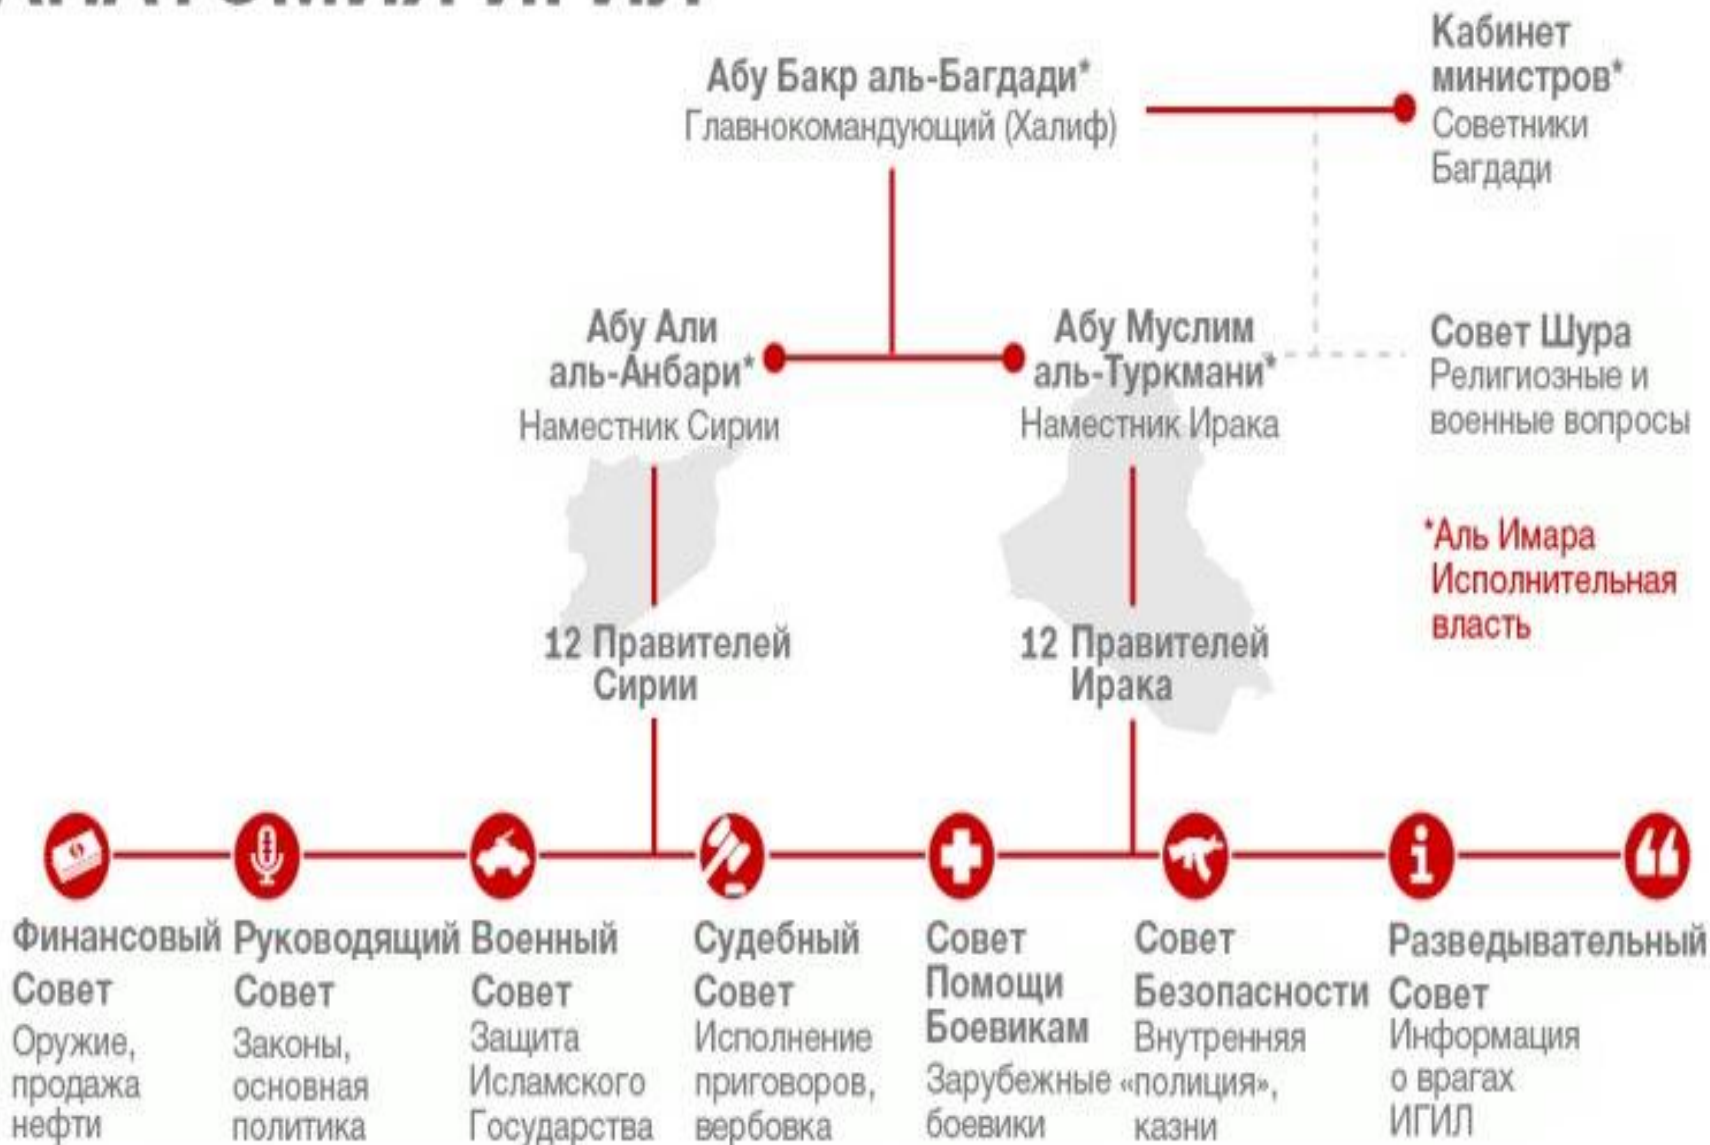 АНАТОМИЯ ИГИЛ
Абу Бакр аль-Багдади*
Главнокомандующий (Халиф)
Кабинет
министров*
Советники
Багдади
Абу Али
аль-Анбари*
Наместник Сирии
Абу Муслим
аль-Туркмани*
Наместник Ирака
Совет Шура
Религиозные и
военные вопросы
*Аль Имара
Исполнительная
власть
12 Правителей
Сирии
12 Правителей
Ирака
Финансовый
Совет
Оружие,
продажа
нефти
Руководящий
Совет
Законы,
основная
политика
Военный
Совет
Защита
Исламского
Государства
Судебный
Совет
Исполнение
приговоров,
вербовка
Совет
Помощи
Боевикам
Зарубежные
боевики
Совет
Безопасности
Внутренняя
«полиция»,
казни
Разведывательный
Совет
Информация
о врагах
ИГИЛ